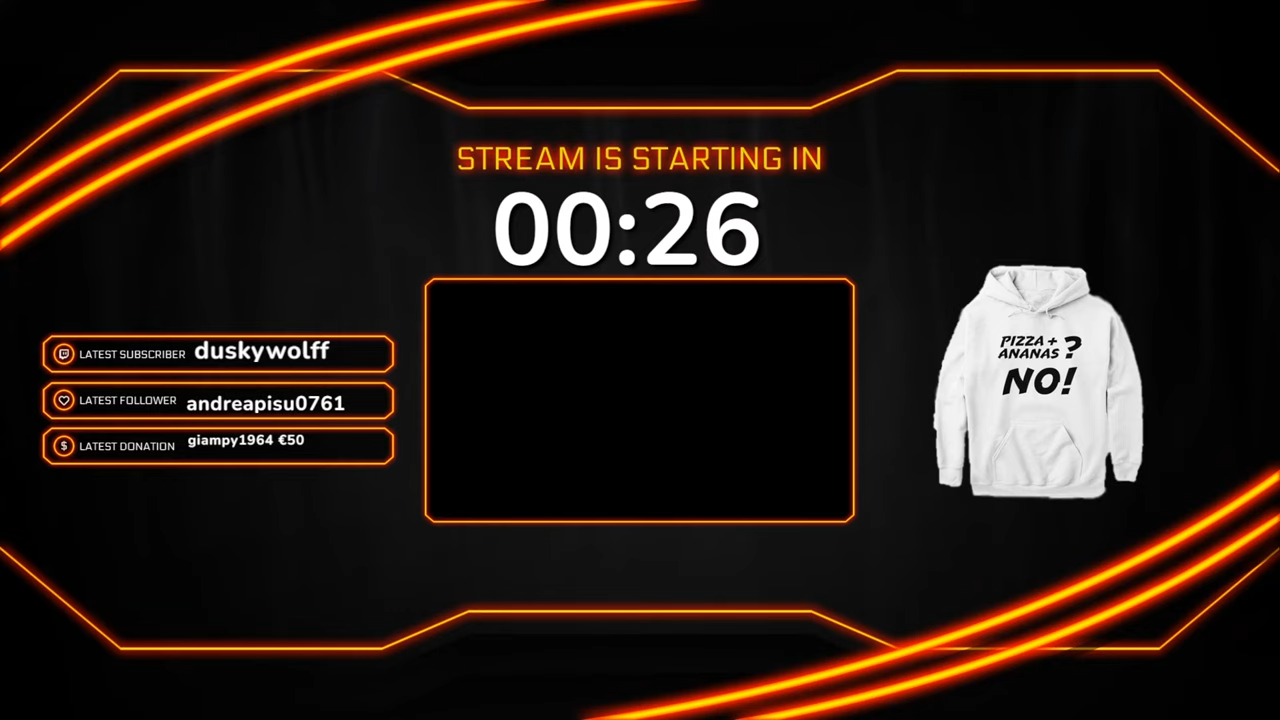 STREAM IS STARTING IN
00:26
LATEST SUBSCRIBER duskywolff
LATEST FOLLOWER andreapisu0761
LATEST DONATION giampy1964 €50
PIZZA +
ANANAS ?
NO!